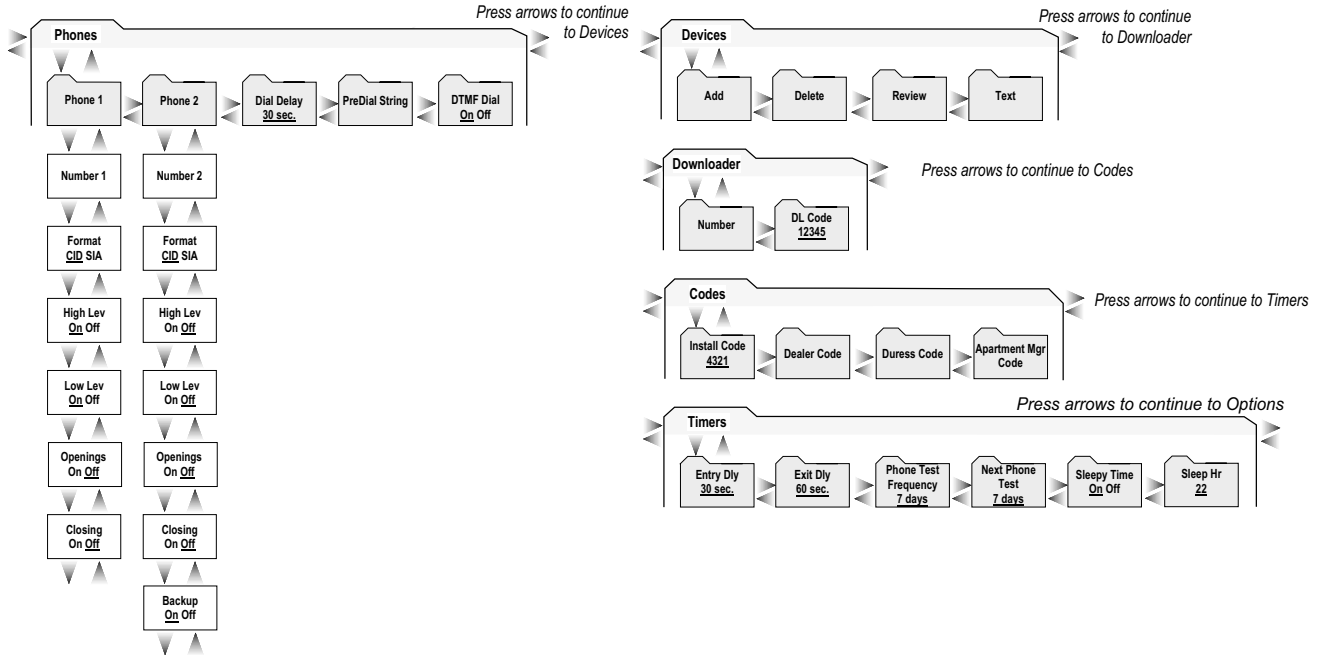 Press arrows to continue
to Devices
Phones
Phone 1
Phone 2
Dial Delay
30 sec.
PreDial String
DTMF Dial
On Off
Number 1
Number 2
Format
CID SIA
Format
CID SIA
High Lev
On Off
High Lev
On Off
Low Lev
On Off
Low Lev
On Off
Openings
On Off
Openings
On Off
Closing
On Off
Closing
On Off
Backup
On Off
Press arrows to continue
to Downloader
Devices
Add
Delete
Review
Text
Downloader
Press arrows to continue to Codes
Number
DL Code
12345
Codes
Press arrows to continue to Timers
Install Code
4321
Dealer Code
Duress Code
Apartment Mgr
Code
Press arrows to continue to Options
Timers
Entry Dly
30 sec.
Exit Dly
60 sec.
Phone Test
Frequency
7 days
Next Phone
Test
7 days
Sleepy Time
On Off
Sleep Hr
22